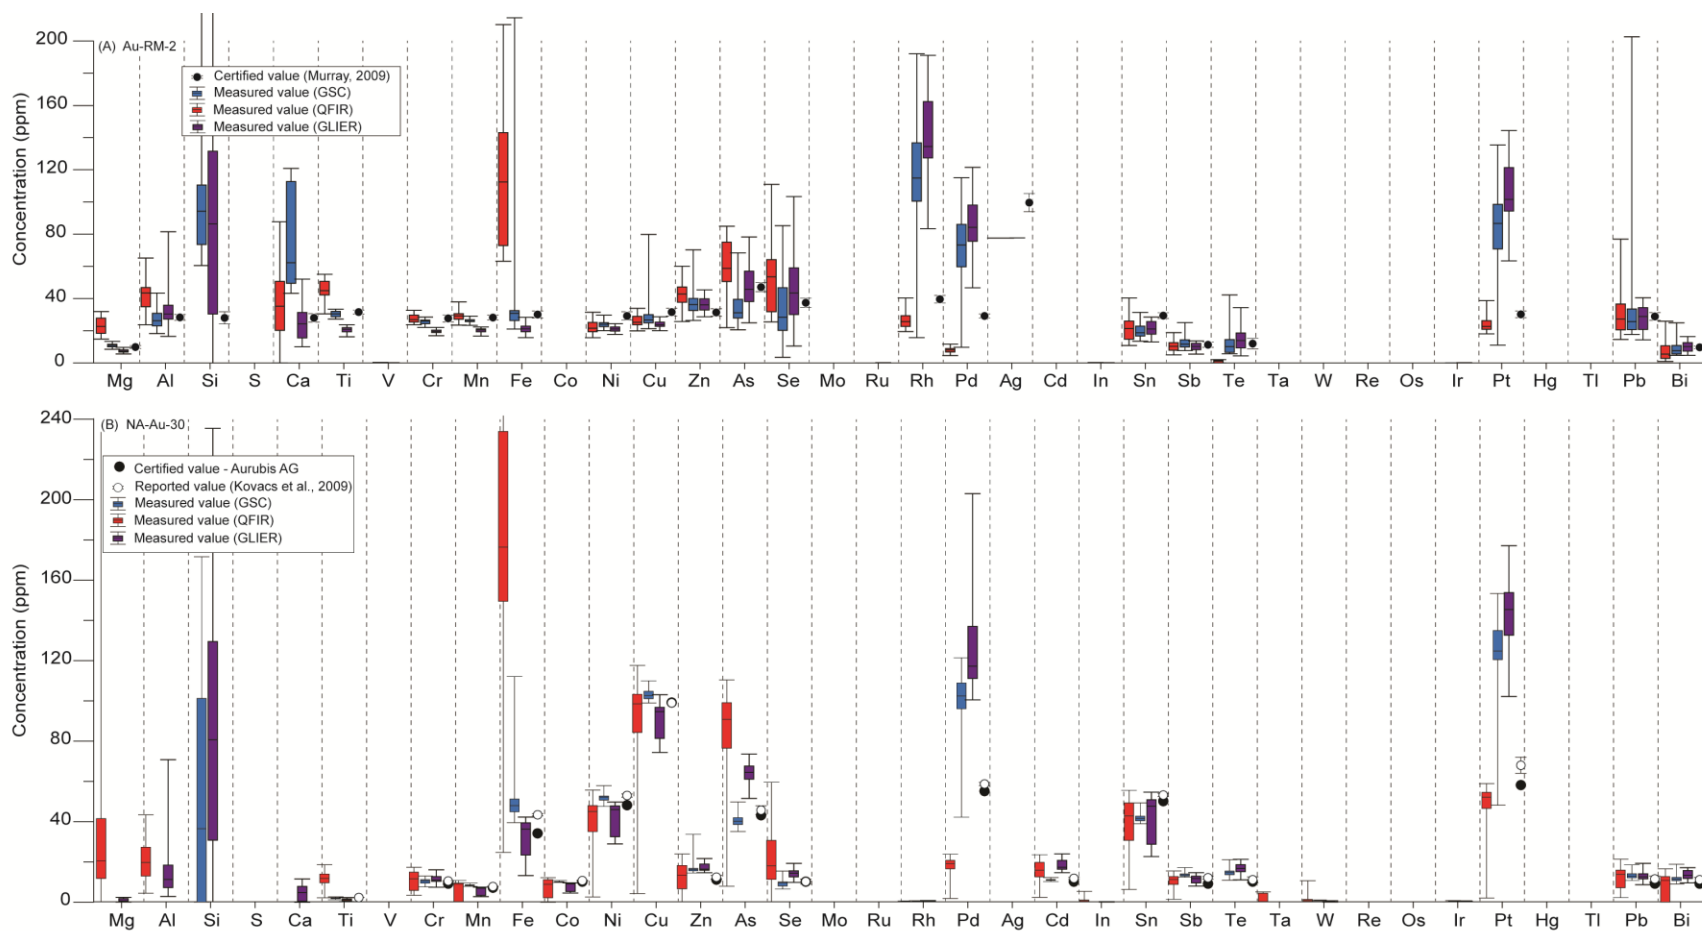 (A) Au-RM-2
Certified value (Murray, 2009)
Measured value (GSC)
Measured value (QFIR)
Measured value (GLIER)
Concentration (ppm)
200
160
120
80
40
0
Mg Al Si S Ca Ti V Cr Mn Fe Co Ni Cu Zn As Se Mo Ru Rh Pd Ag Cd In Sn Sb Te Ta W Re Os Ir Pt Hg Tl Pb Bi
(B) NA-Au-30
Certified value - Aurubis AG
Reported value (Kovacs et al., 2009)
Measured value (GSC)
Measured value (QFIR)
Measured value (GLIER)
Concentration (ppm)
240
200
160
120
80
40
0
Mg Al Si S Ca Ti V Cr Mn Fe Co Ni Cu Zn As Se Mo Ru Rh Pd Ag Cd In Sn Sb Te Ta W Re Os Ir Pt Hg Tl Pb Bi